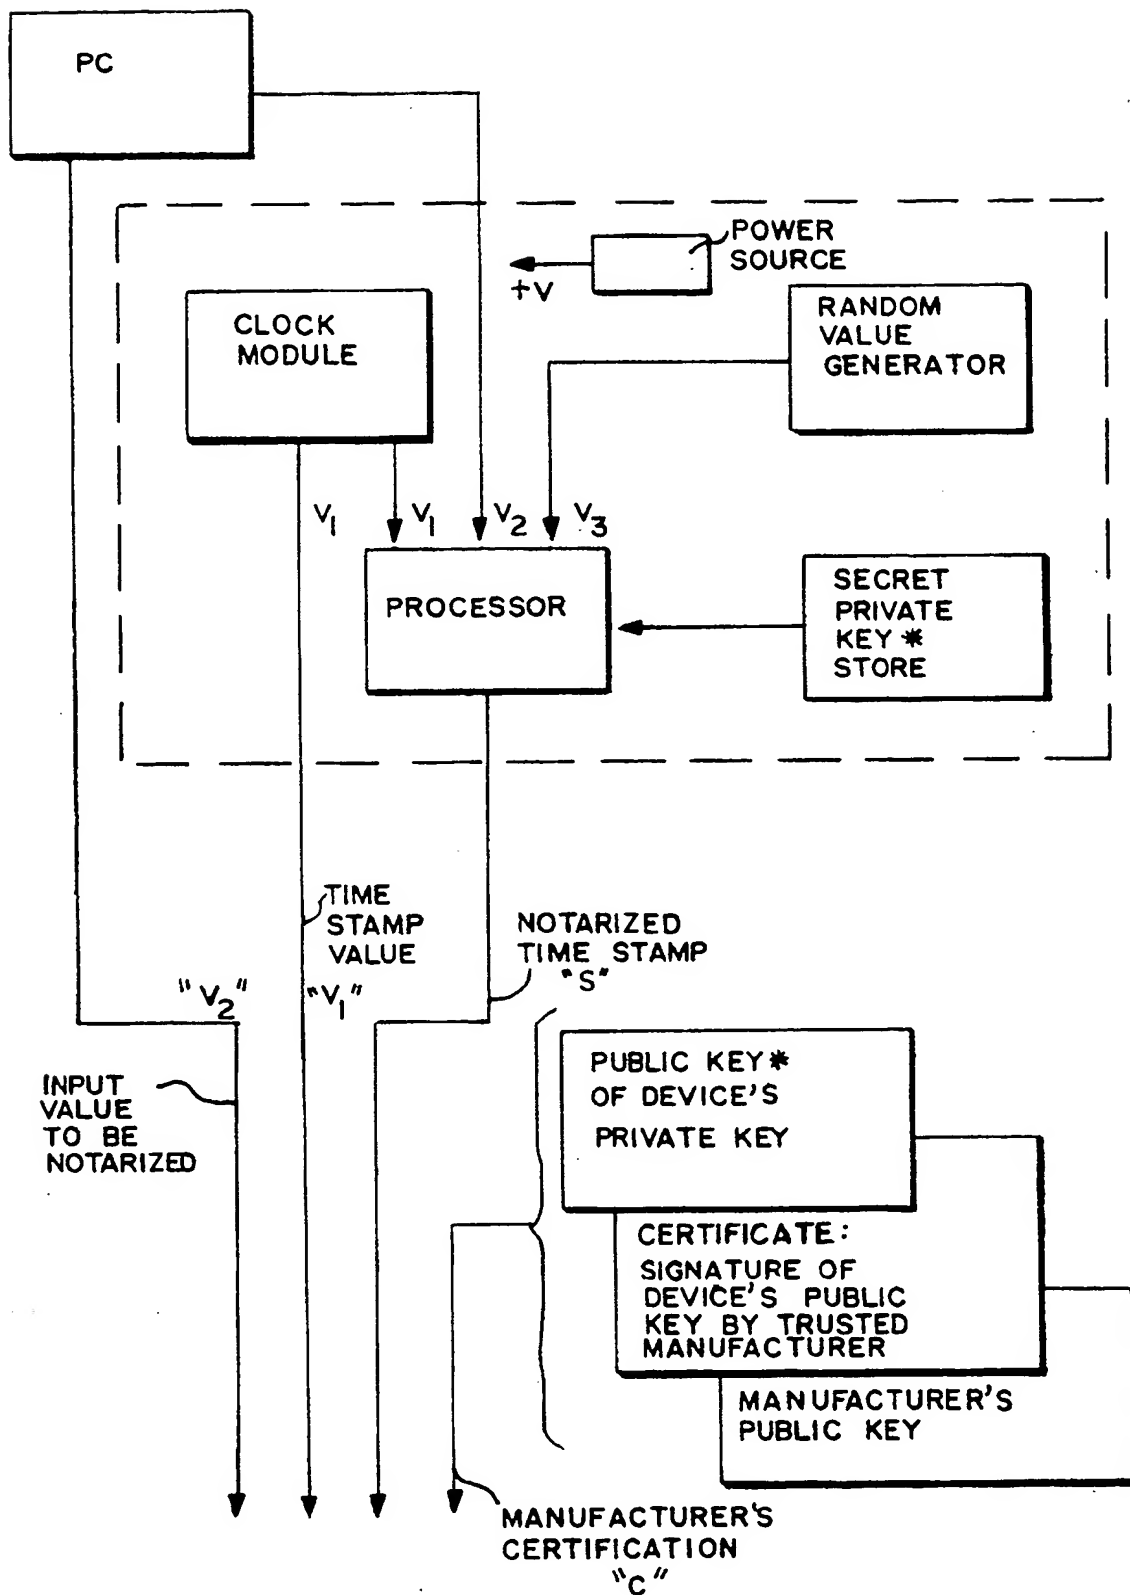 PC
POWER
SOURCE
+V
CLOCK
MODULE
RANDOM
VALUE
GENERATOR
V1 V1 V2 V3
PROCESSOR
SECRET
PRIVATE
KEY *
STORE
TIME
STAMP
VALUE
NOTARIZED
TIME STAMP
"S"
"V2" "V1"
INPUT
VALUE
TO BE
NOTARIZED
PUBLIC KEY *
OF DEVICE'S
PRIVATE KEY
CERTIFICATE:
SIGNATURE OF
DEVICE'S PUBLIC
KEY BY TRUSTED
MANUFACTURER
MANUFACTURER'S
PUBLIC KEY
MANUFACTURER'S
CERTIFICATION
"C"